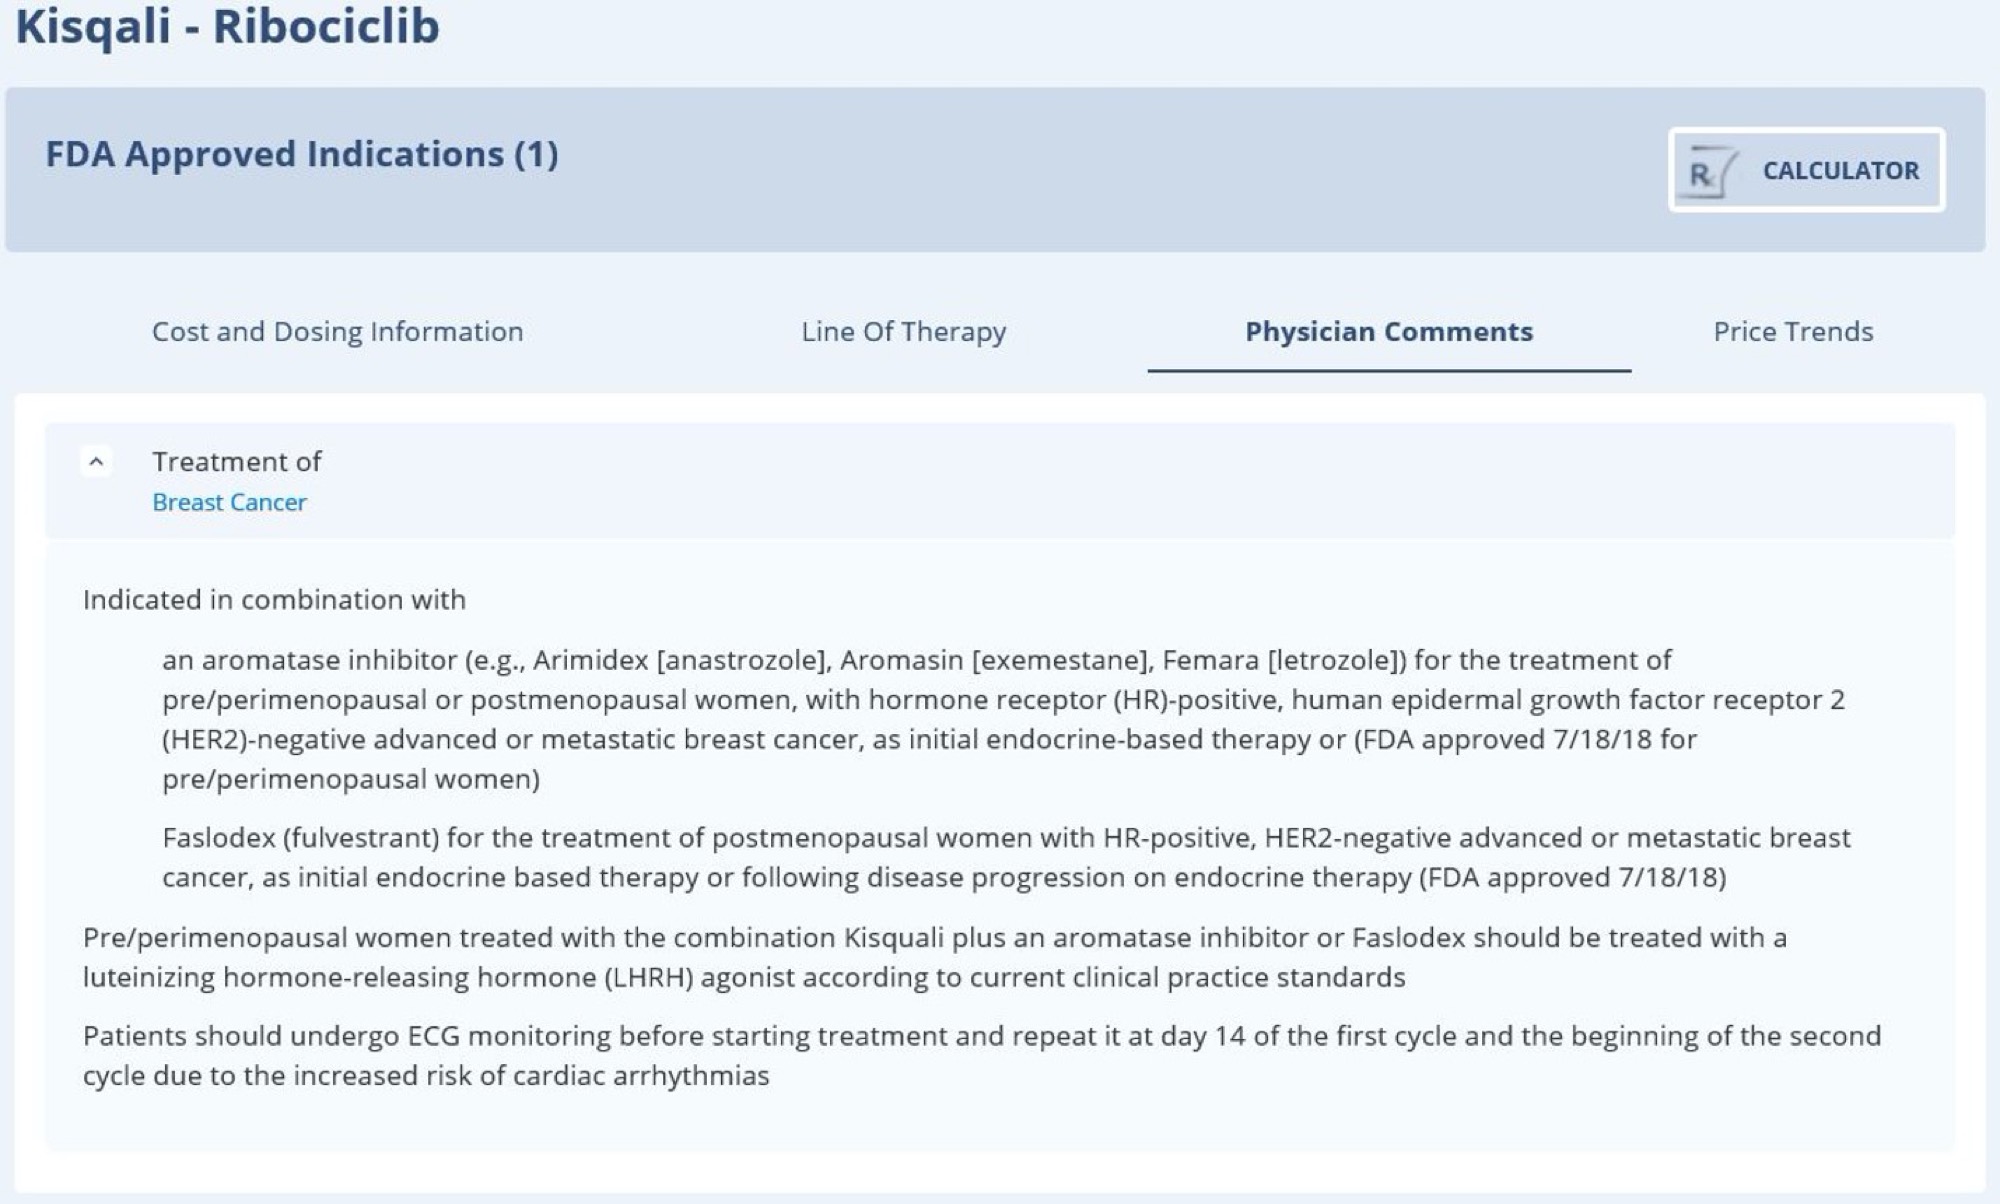 Kisqali - Ribociclib
FDA Approved Indications (1)
R
CALCULATOR
Cost and Dosing Information
Line Of Therapy
Physician Comments
Price Trends
Treatment of
Breast Cancer
Indicated in combination with
an aromatase inhibitor (e.g., Arimidex [anastrozole], Aromasin [exemestane], Femara [letrozole]) for the treatment of
pre/perimenopausal or postmenopausal women, with hormone receptor (HR)-positive, human epidermal growth factor receptor 2
(HER2)-negative advanced or metastatic breast cancer, as initial endocrine-based therapy or (FDA approved 7/18/18 for
pre/perimenopausal women)
Faslodex (fulvestrant) for the treatment of postmenopausal women with HR-positive, HER2-negative advanced or metastatic breast
cancer, as initial endocrine based therapy or following disease progression on endocrine therapy (FDA approved 7/18/18)
Pre/perimenopausal women treated with the combination Kisquali plus an aromatase inhibitor or Faslodex should be treated with a
luteinizing hormone-releasing hormone (LHRH) agonist according to current clinical practice standards
Patients should undergo ECG monitoring before starting treatment and repeat it at day 14 of the first cycle and the beginning of the second
cycle due to the increased risk of cardiac arrhythmias